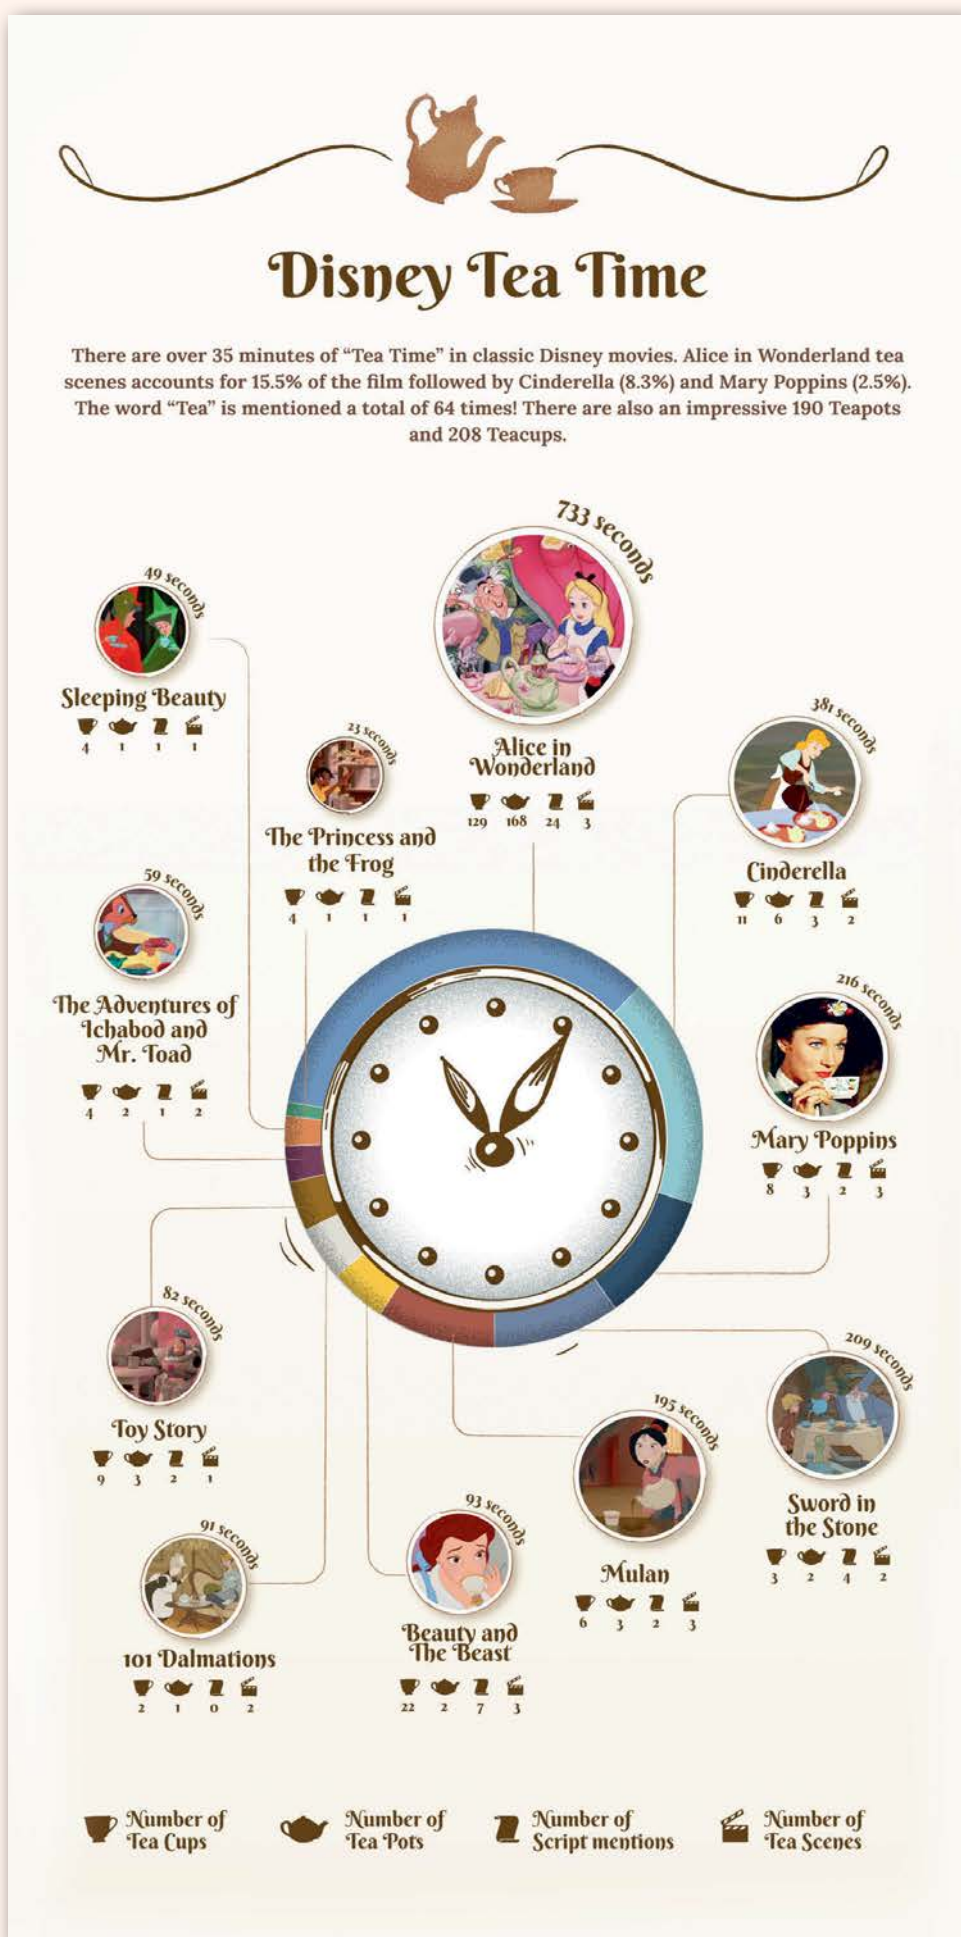 Disney Tea Time
There are over 35 minutes of “Tea Time” in classic Disney movies. Alice in Wonderland tea
scenes accounts for 15.5% of the film followed by Cinderella (8.3%) and Mary Poppins (2.5%).
The word “Tea” is mentioned a total of 64 times! There are also an impressive 190 Teapots
and 208 Teacups.
733 seconds
Alice in
Wonderland
129 168 24 3
49 seconds
Sleeping Beauty
4 1 1 1
23 seconds
The Princess and
the Frog
4 1 1 1
381 seconds
Cinderella
11 6 3 2
59 seconds
The Adventures of
Ichabod and
Mr. Toad
4 2 1 2
216 seconds
Mary Poppins
8 3 2 3
82 seconds
Toy Story
9 3 2 1
209 seconds
Sword in
the Stone
3 2 4 2
195 seconds
Mulan
6 3 2 3
93 seconds
Beauty and
The Beast
22 2 7 3
91 seconds
101 Dalmations
2 1 0 2
Number of
Tea Cups
Number of
Tea Pots
Number of
Script mentions
Number of
Tea Scenes